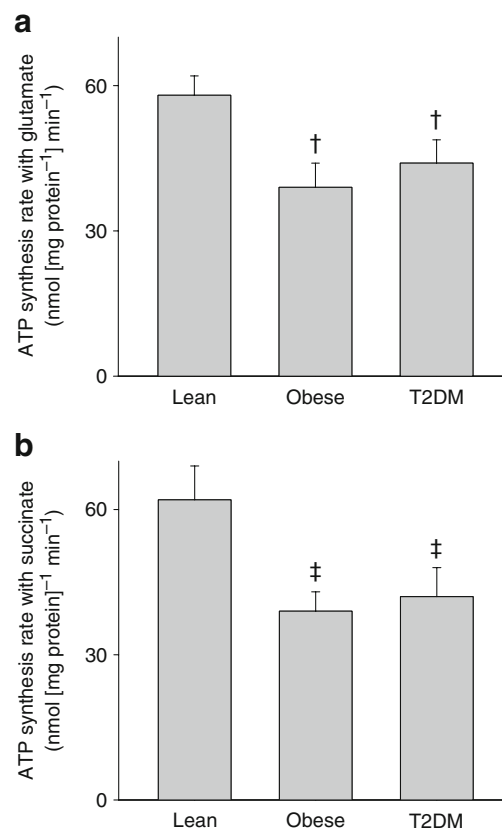 a
ATP synthesis rate with glutamate
(nmol [mg protein⁻¹] min⁻¹)
60
30
0
†
†
Lean Obese T2DM
b
ATP synthesis rate with succinate
(nmol [mg protein]⁻¹ min⁻¹)
60
30
0
‡
‡
Lean Obese T2DM